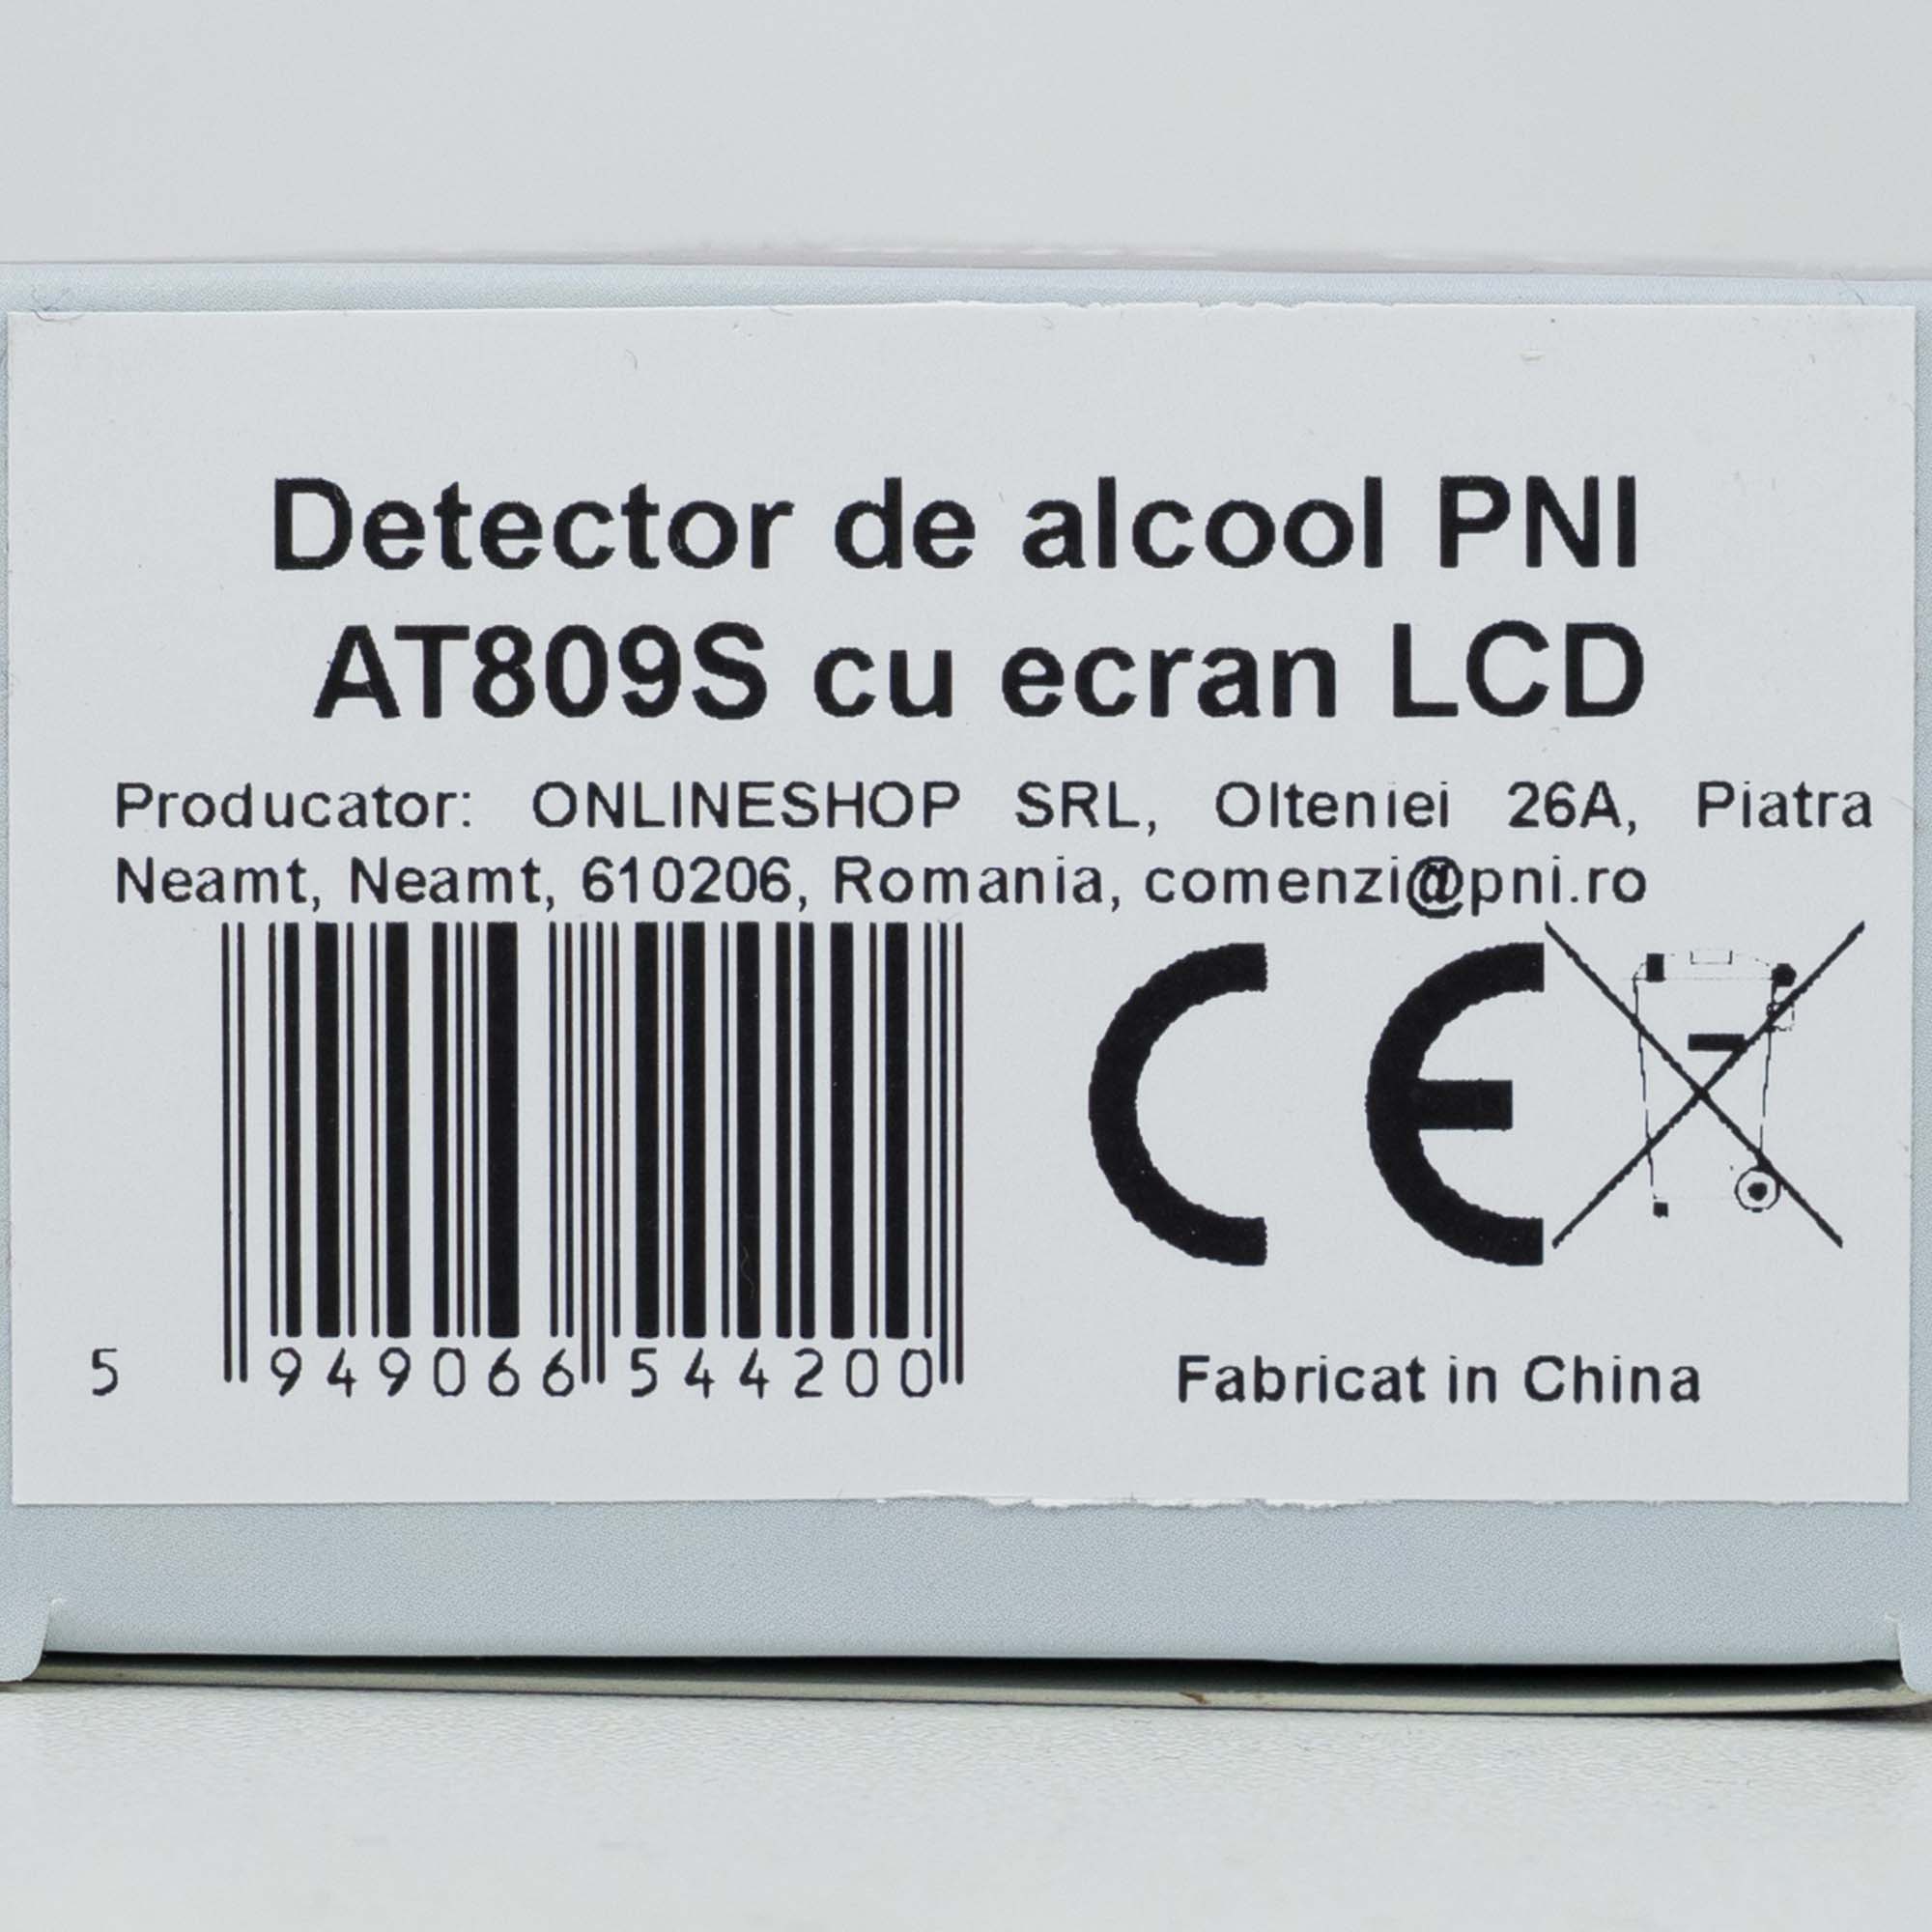 Detector de alcool PNI
AT809S cu ecran LCD
Producator: ONLINESHOP SRL, Olteniei 26A, Piatra
Neamt, Neamt, 610206, Romania, comenzi@pni.ro
CE
5 949066 544200
Fabricat in China